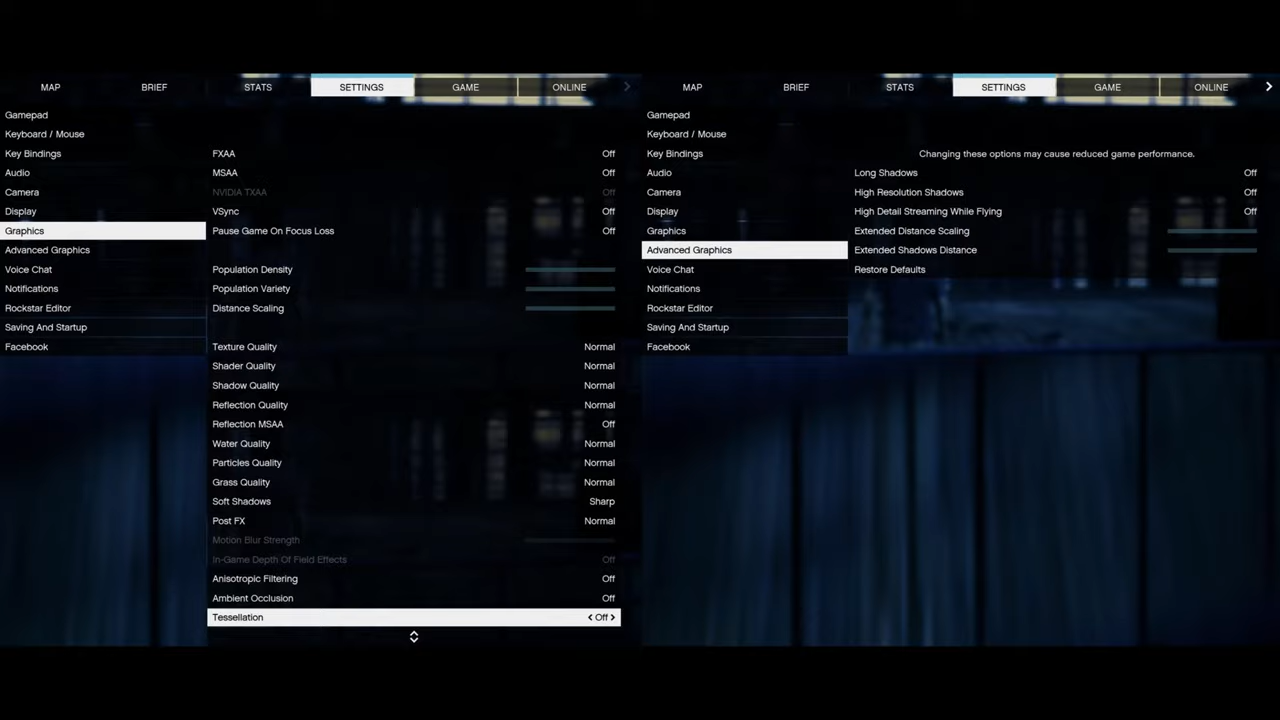 MAP BRIEF STATS SETTINGS GAME ONLINE
Gamepad
Keyboard / Mouse
Key Bindings
Audio
Camera
Display
Graphics
Advanced Graphics
Voice Chat
Notifications
Rockstar Editor
Saving And Startup
Facebook
FXAA Off
MSAA Off
NVIDIA TXAA Off
VSync Off
Pause Game On Focus Loss Off
Population Density
Population Variety
Distance Scaling
Texture Quality Normal
Shader Quality Normal
Shadow Quality Normal
Reflection Quality Normal
Reflection MSAA Off
Water Quality Normal
Particles Quality Normal
Grass Quality Normal
Soft Shadows Sharp
Post FX Normal
Motion Blur Strength
In-Game Depth Of Field Effects Off
Anisotropic Filtering Off
Ambient Occlusion Off
Tessellation < Off >
MAP BRIEF STATS SETTINGS GAME ONLINE >
Gamepad
Keyboard / Mouse
Key Bindings
Audio
Camera
Display
Graphics
Advanced Graphics
Voice Chat
Notifications
Rockstar Editor
Saving And Startup
Facebook
Changing these options may cause reduced game performance.
Long Shadows Off
High Resolution Shadows Off
High Detail Streaming While Flying Off
Extended Distance Scaling
Extended Shadows Distance
Restore Defaults